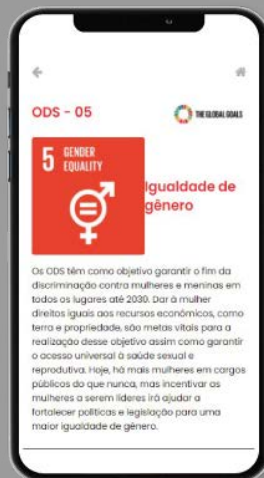 ODS - 05
THE GLOBAL GOALS
5 GENDER
EQUALITY
Igualdade de
gênero
Os ODS têm como objetivo garantir o fim da
discriminação contra mulheres e meninas em
todos os lugares até 2030. Dar à mulher
direitos iguais aos recursos econômicos, como
terra e propriedade, são metas vitais para a
realização desse objetivo assim como garantir
o acesso universal à saúde sexual e
reprodutiva. Hoje, há mais mulheres em cargos
públicos do que nunca, mas incentivar as
mulheres a serem líderes irá ajudar a
fortalecer políticas e legislação para uma
maior igualdade de gênero.